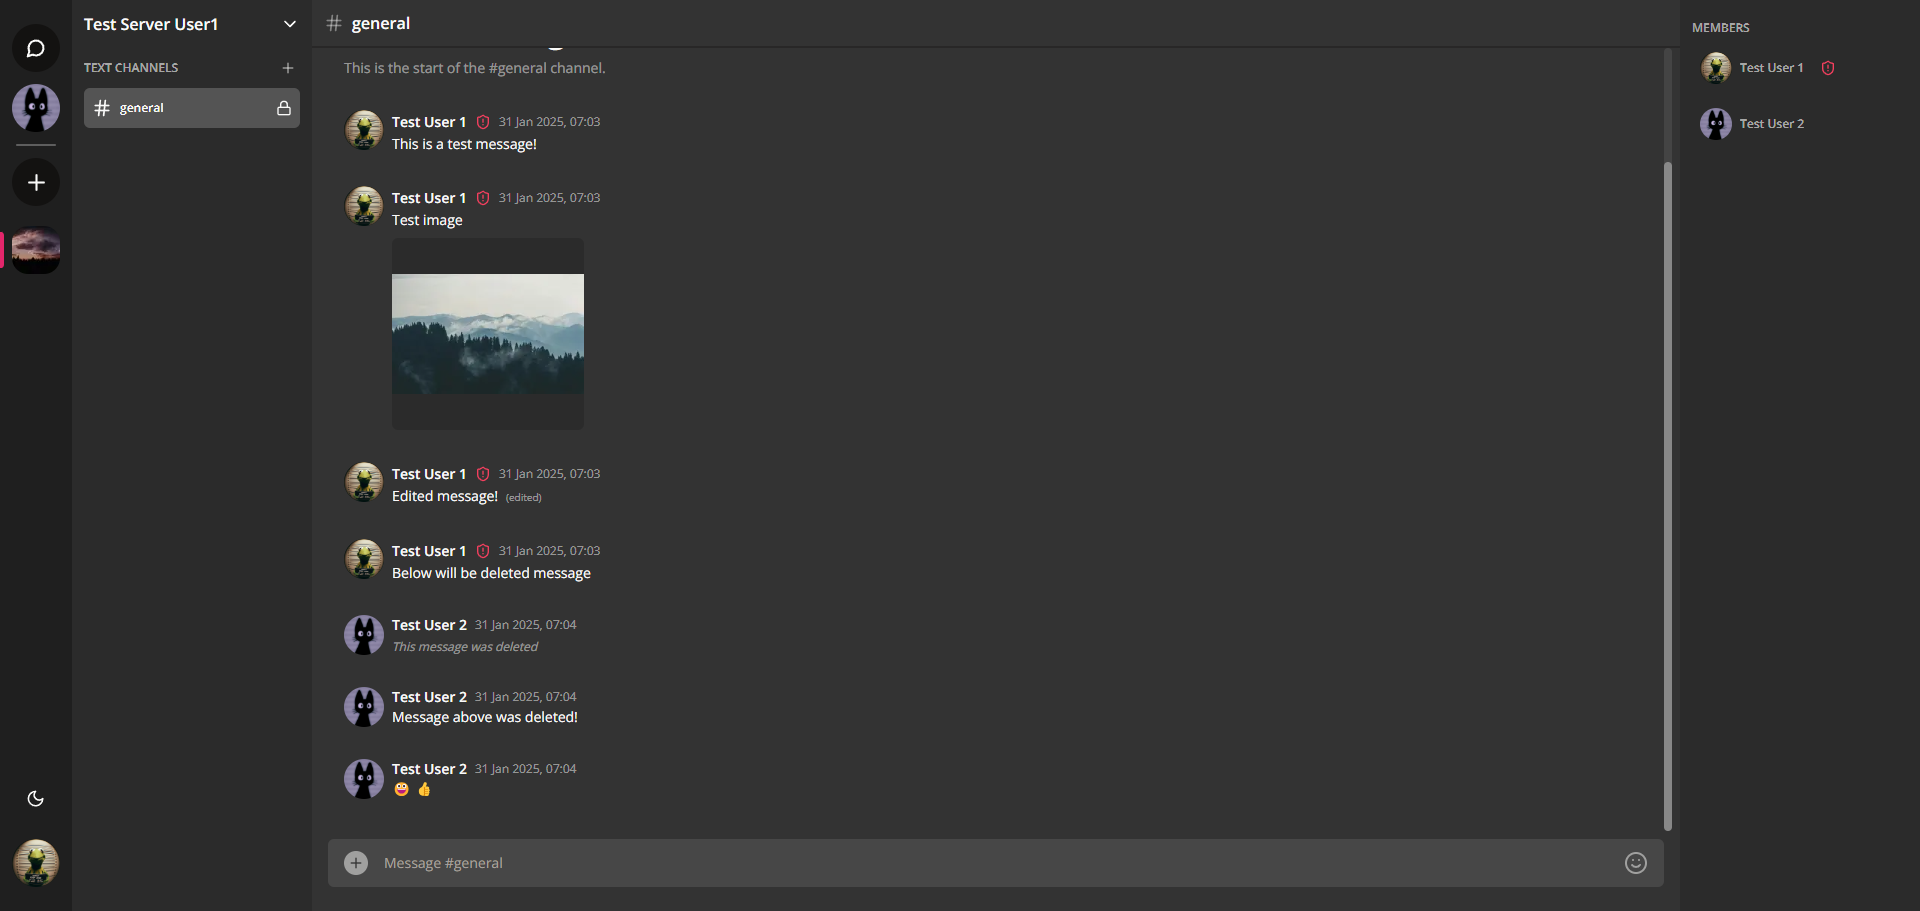 Test Server User1
TEXT CHANNELS
general
general
This is the start of the #general channel.
Test User 1 31 Jan 2025, 07:03
This is a test message!
Test User 1 31 Jan 2025, 07:03
Test image
Test User 1 31 Jan 2025, 07:03
Edited message! (edited)
Test User 1 31 Jan 2025, 07:03
Below will be deleted message
Test User 2 31 Jan 2025, 07:04
This message was deleted
Test User 2 31 Jan 2025, 07:04
Message above was deleted!
Test User 2 31 Jan 2025, 07:04
😀 👍
Message #general
MEMBERS
Test User 1
Test User 2